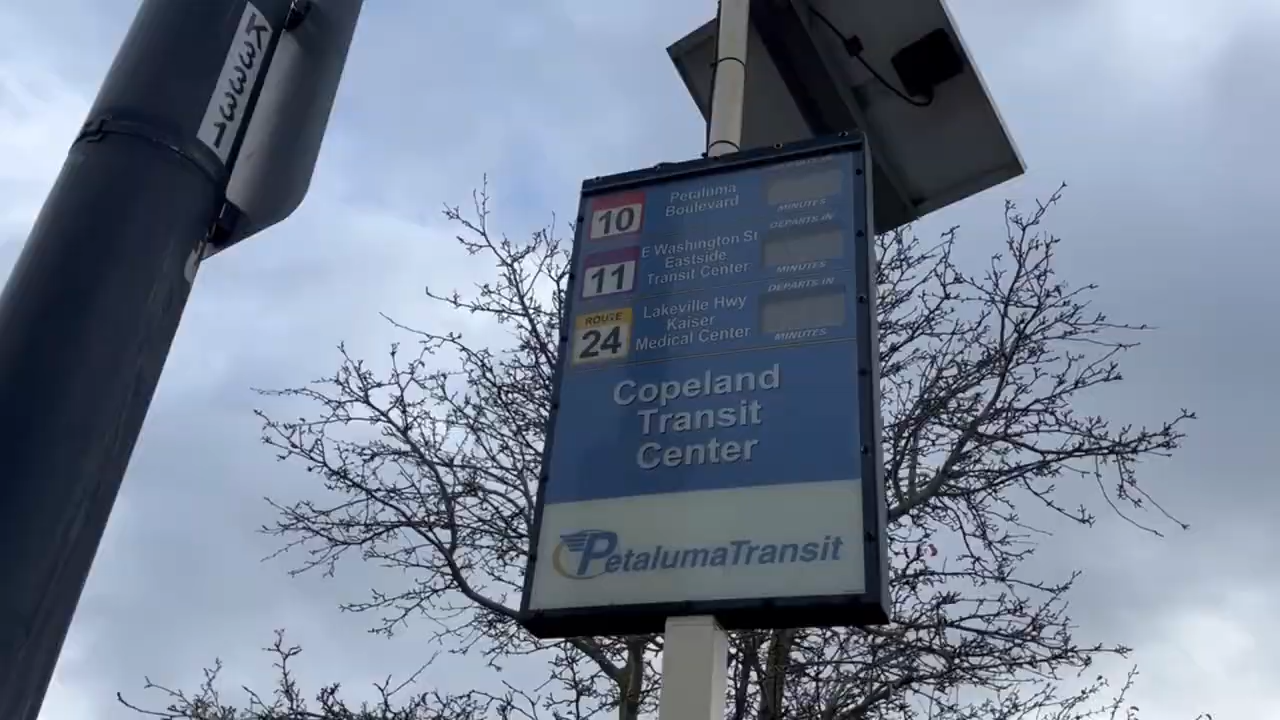 10
Petaluma
Boulevard
MINUTES
11
E Washington St
Eastside
Transit Center
DEPARTS IN
MINUTES
ROUTE
24
Lakeville Hwy
Kaiser
Medical Center
DEPARTS IN
MINUTES
Copeland
Transit
Center
PetalumaTransit